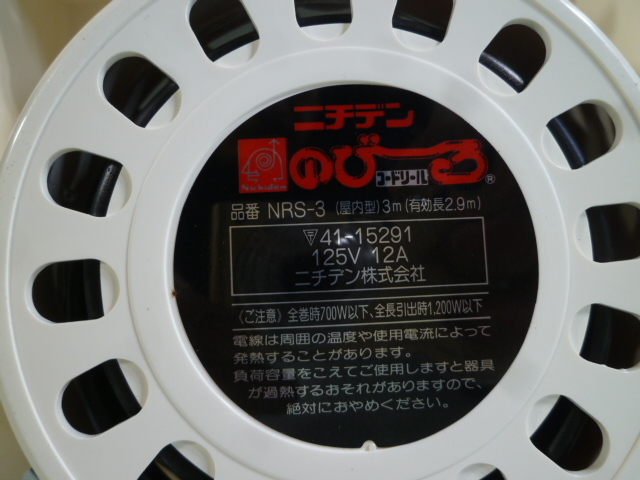 ニチデン
Nichiden
のびーる®
コードリール
品番 NRS-3 (屋内型) 3m (有効長2.9m)
〒 41-15291
125V 12A
ニチデン株式会社
〈ご注意〉全巻時700W以下、全長引出時1,200W以下
電線は周囲の温度や使用電流によって
発熱することがあります。
負荷容量をこえてご使用しますと器具
が過熱するおそれがありますので、
絶対におやめください。